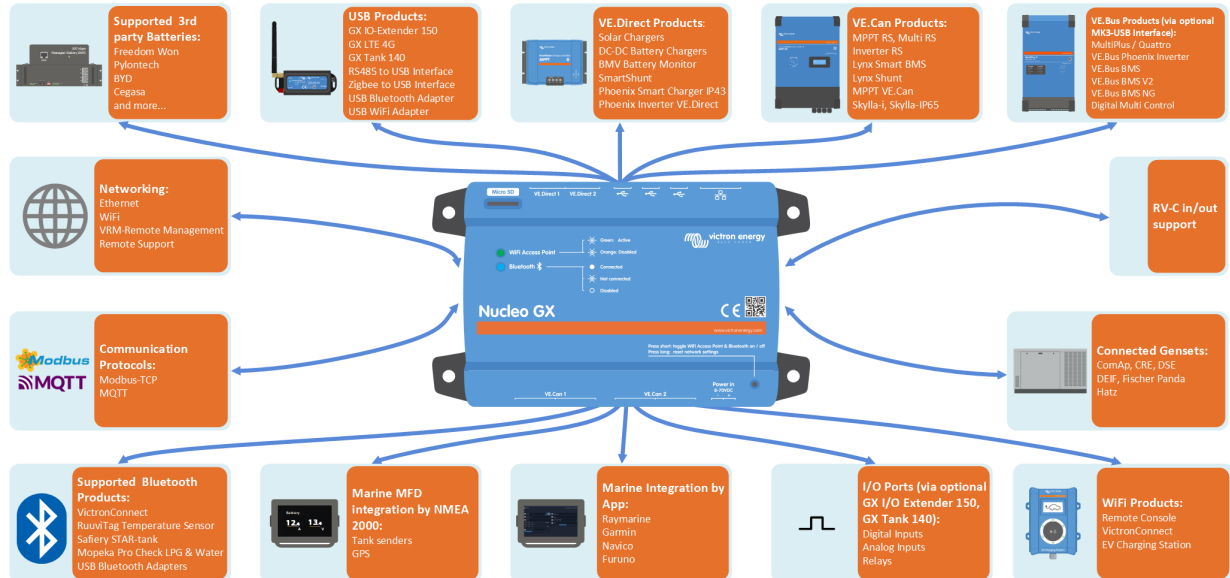 Supported 3rd
party Batteries:
Freedom Won
Pylontech
BYD
Cegasa
and more...
USB Products:
GX IO-Extender 150
GX LTE 4G
GX Tank 140
RS485 to USB Interface
Zigbee to USB Interface
USB Bluetooth Adapter
USB WiFi Adapter
VE.Direct Products:
Solar Chargers
DC-DC Battery Chargers
BMV Battery Monitor
SmartShunt
Phoenix Smart Charger IP43
Phoenix Inverter VE.Direct
VE.Can Products:
MPPT RS, Multi RS
Inverter RS
Lynx Smart BMS
Lynx Shunt
MPPT VE.Can
Skylla-i, Skylla-IP65
VE.Bus Products (via optional
MK3-USB Interface):
MultiPlus / Quattro
VE.Bus Phoenix Inverter
VE.Bus BMS
VE.Bus BMS V2
VE.Bus BMS NG
Digital Multi Control
Networking:
Ethernet
WiFi
VRM-Remote Management
Remote Support
Micro SD
VE.Direct 1 VE.Direct 2
victron energy
BLUE POWER
WiFi Access Point
Green: Active
Orange: Disabled
Bluetooth
Connected
Not connected
Disabled
Nucleo GX
CE
www.victronenergy.com
Press short: toggle WiFi Access Point & Bluetooth on / off
Press long: reset network settings
Power in
8-70VDC
- +
VE.Can 1
VE.Can 2
RV-C in/out
support
Modbus
MQTT
Communication
Protocols:
Modbus-TCP
MQTT
Connected Gensets:
ComAp, CRE, DSE
DEIF, Fischer Panda
Hatz
Supported Bluetooth
Products:
VictronConnect
RuuviTag Temperature Sensor
Safiery STAR-tank
Mopeka Pro Check LPG & Water
USB Bluetooth Adapters
Battery
12.4 13.4
A V
Marine MFD
integration by NMEA
2000:
Tank senders
GPS
Marine Integration by
App:
Raymarine
Garmin
Navico
Furuno
I/O Ports (via optional
GX I/O Extender 150,
GX Tank 140):
Digital Inputs
Analog Inputs
Relays
WiFi Products:
Remote Console
VictronConnect
EV Charging Station